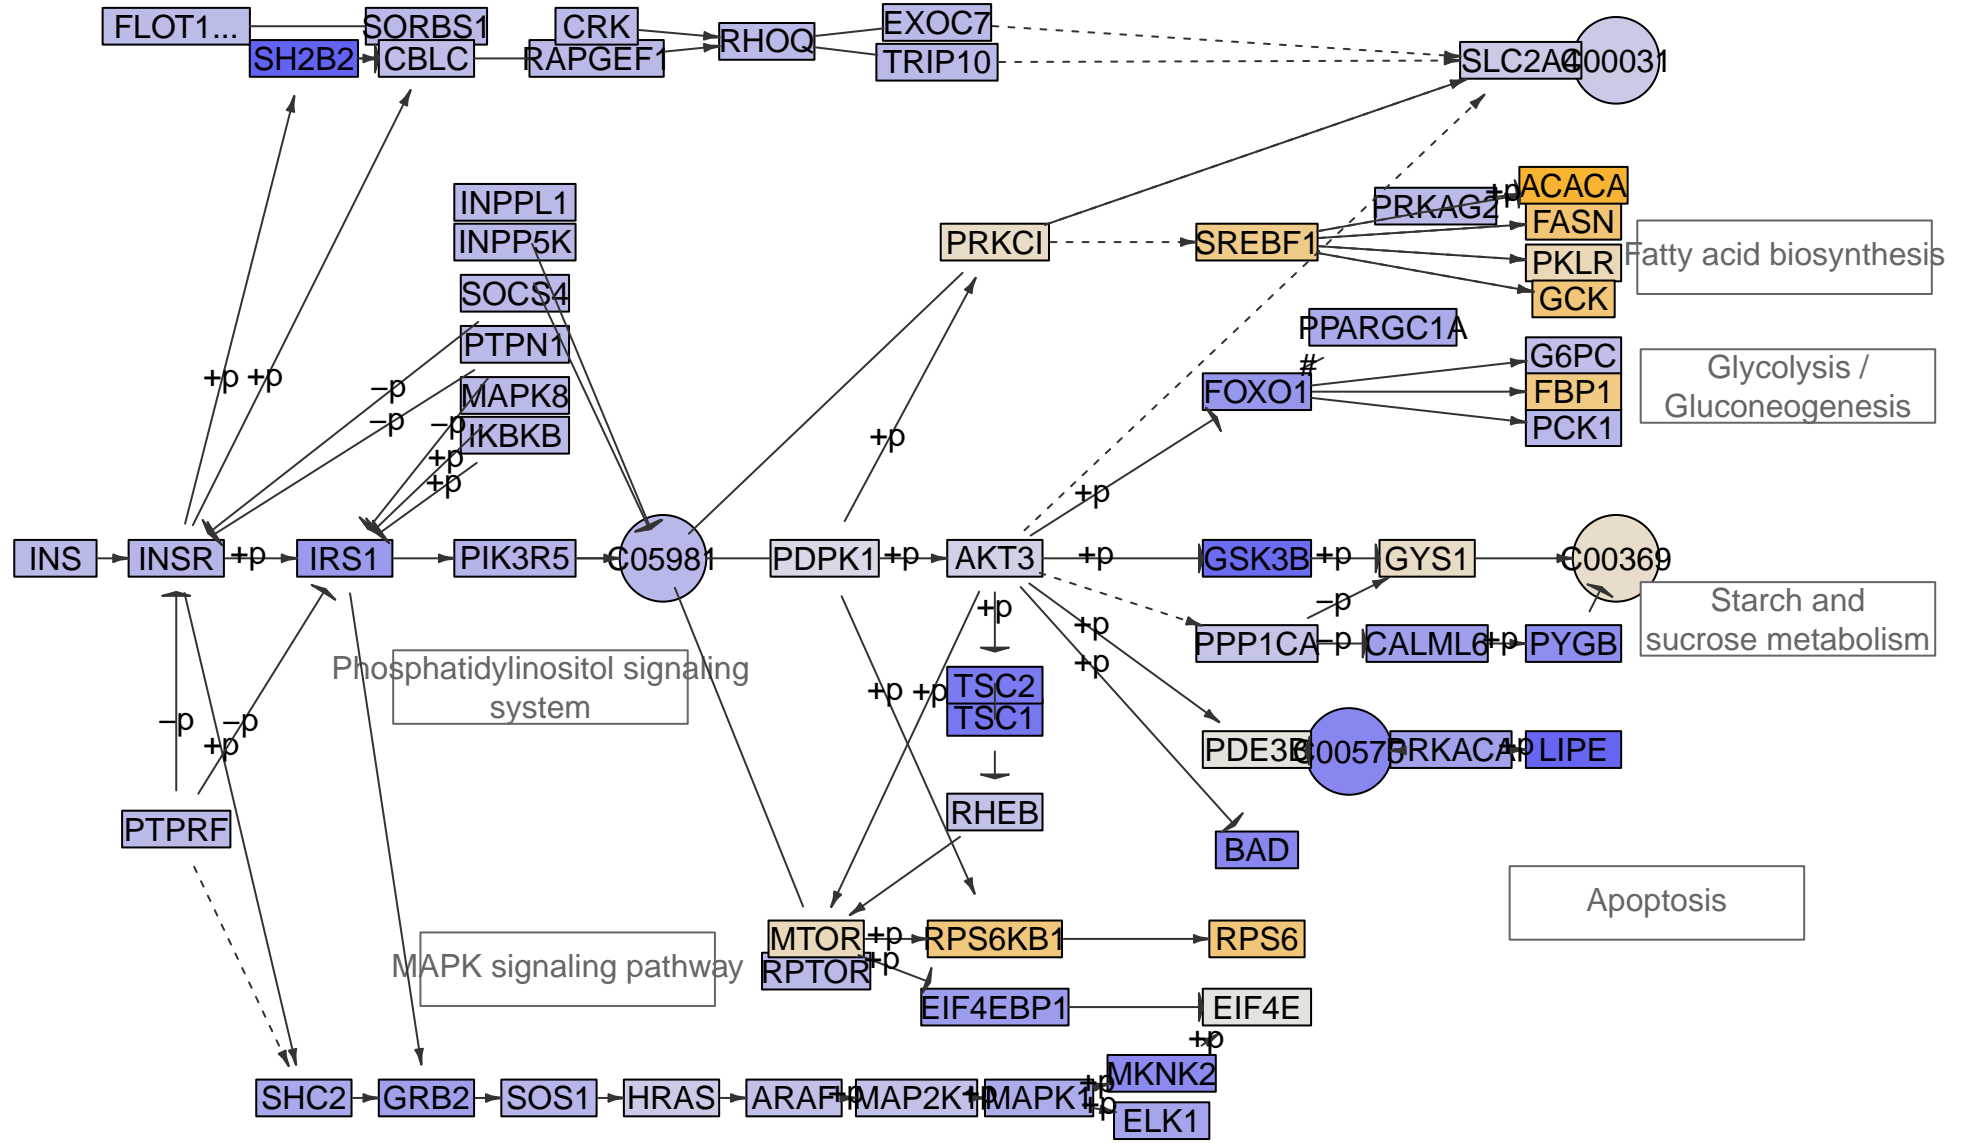 FLOT1...
SORBS1
CRK
EXOC7
SH2B2
CBLC
RAPGEF1
RHOQ
TRIP10
SLC2A4
C00031
INPPL1
INPP5K
SOCS4
PTPN1
MAPK8
IKBKB
PRKCI
SREBF1
PRKAG2
+p
ACACA
FASN
PKLR
GCK
Fatty acid biosynthesis
PPARGC1A
#
FOXO1
G6PC
FBP1
PCK1
Glycolysis /
Gluconeogenesis
+p
+p
−p
−p
−p
+p
+p
+p
+p
INS
INSR
+p
IRS1
PIK3R5
C05981
PDPK1
+p
AKT3
+p
GSK3B
+p
GYS1
C00369
−p
PPP1CA
−p
CALML6
+p
PYGB
Starch and
sucrose metabolism
+p
+p
+p
Phosphatidylinositol signaling
system
+p
+p
TSC2
TSC1
−p
+p
−p
PDE3B
C00575
PRKACA
+p
LIPE
PTPRF
RHEB
BAD
Apoptosis
MTOR
+p
RPS6KB1
RPS6
RPTOR
+p
MAPK signaling pathway
EIF4EBP1
EIF4E
+p
MKNK2
SHC2
GRB2
SOS1
HRAS
ARAF
+p
MAP2K1
+p
MAPK1
+p
+p
ELK1